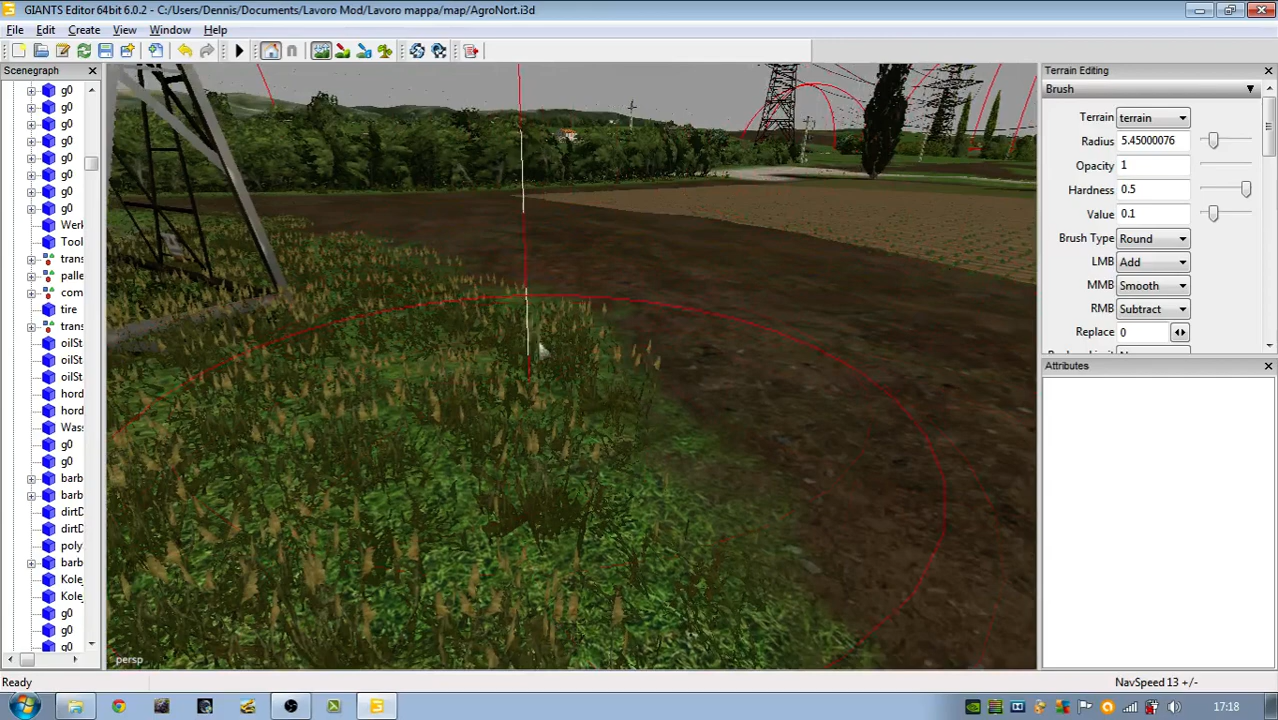 GIANTS Editor 64bit 6.0.2 - C:/Users/Dennis/Documents/Lavoro Mod/Lavoro mappa/map/AgroNort.i3d
File Edit Create View Window Help
Scenegraph
g0
g0
g0
g0
g0
g0
g0
g0
Werk
Tool
trans
palle
com
tire
trans
oilSt
oilSt
oilSt
hord
hord
Wass
g0
g0
barb
barb
dirtD
dirtD
poly
barb
Kole_
Kole_
g0
g0
g0
persp
Terrain Editing
Brush
Terrain terrain
Radius 5.45000076
Opacity 1
Hardness 0.5
Value 0.1
Brush Type Round
LMB Add
MMB Smooth
RMB Subtract
Replace 0
Attributes
Ready
NavSpeed 13 +/-
17:18